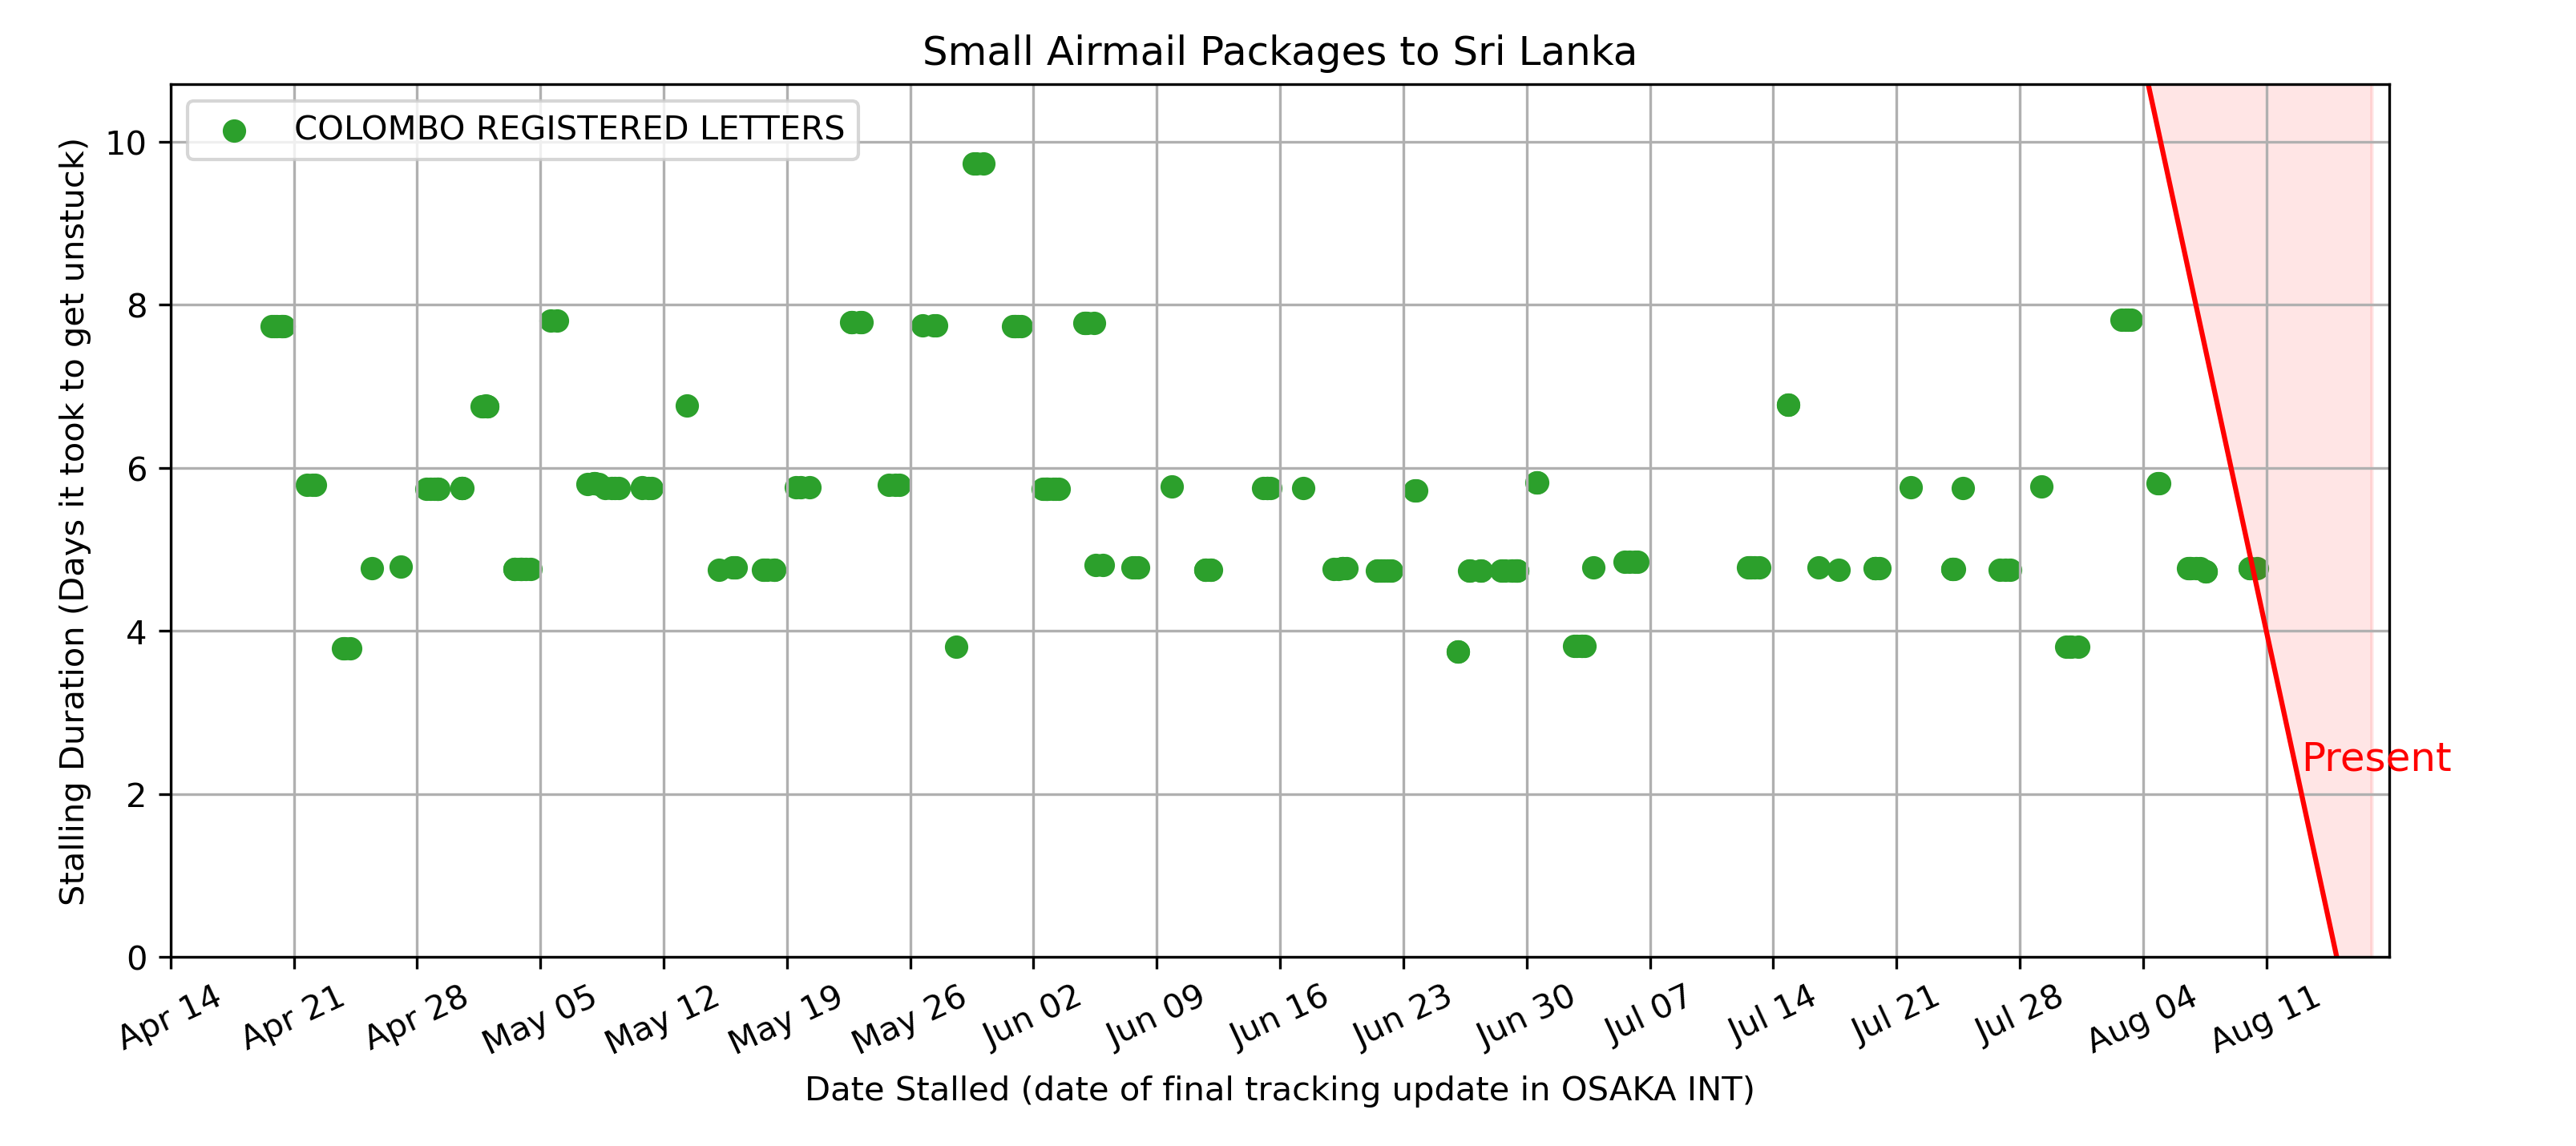 Small Airmail Packages to Sri Lanka
COLOMBO REGISTERED LETTERS
Stalling Duration (Days it took to get unstuck)
10
8
6
4
2
0
Present
Apr 14
Apr 21
Apr 28
May 05
May 12
May 19
May 26
Jun 02
Jun 09
Jun 16
Jun 23
Jun 30
Jul 07
Jul 14
Jul 21
Jul 28
Aug 04
Aug 11
Date Stalled (date of final tracking update in OSAKA INT)